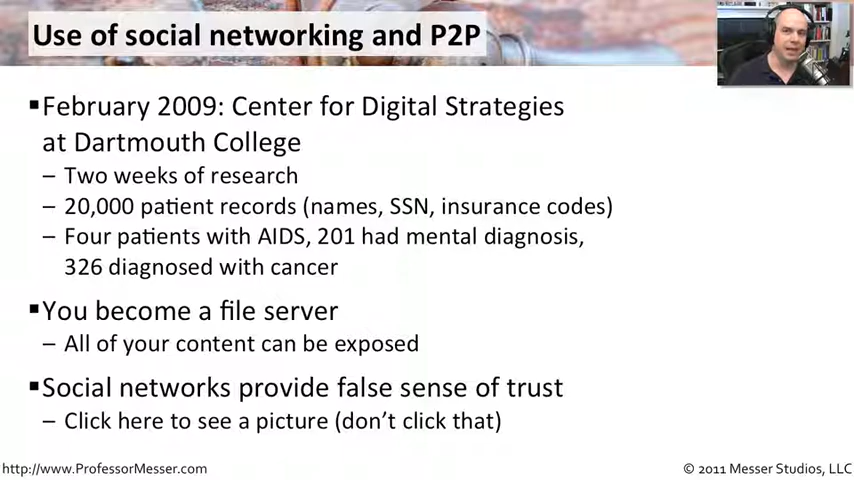 Use of social networking and P2P
▪February 2009: Center for Digital Strategies
at Dartmouth College
– Two weeks of research
– 20,000 patient records (names, SSN, insurance codes)
– Four patients with AIDS, 201 had mental diagnosis,
326 diagnosed with cancer
▪You become a file server
– All of your content can be exposed
▪Social networks provide false sense of trust
– Click here to see a picture (don't click that)
http://www.ProfessorMesser.com
© 2011 Messer Studios, LLC